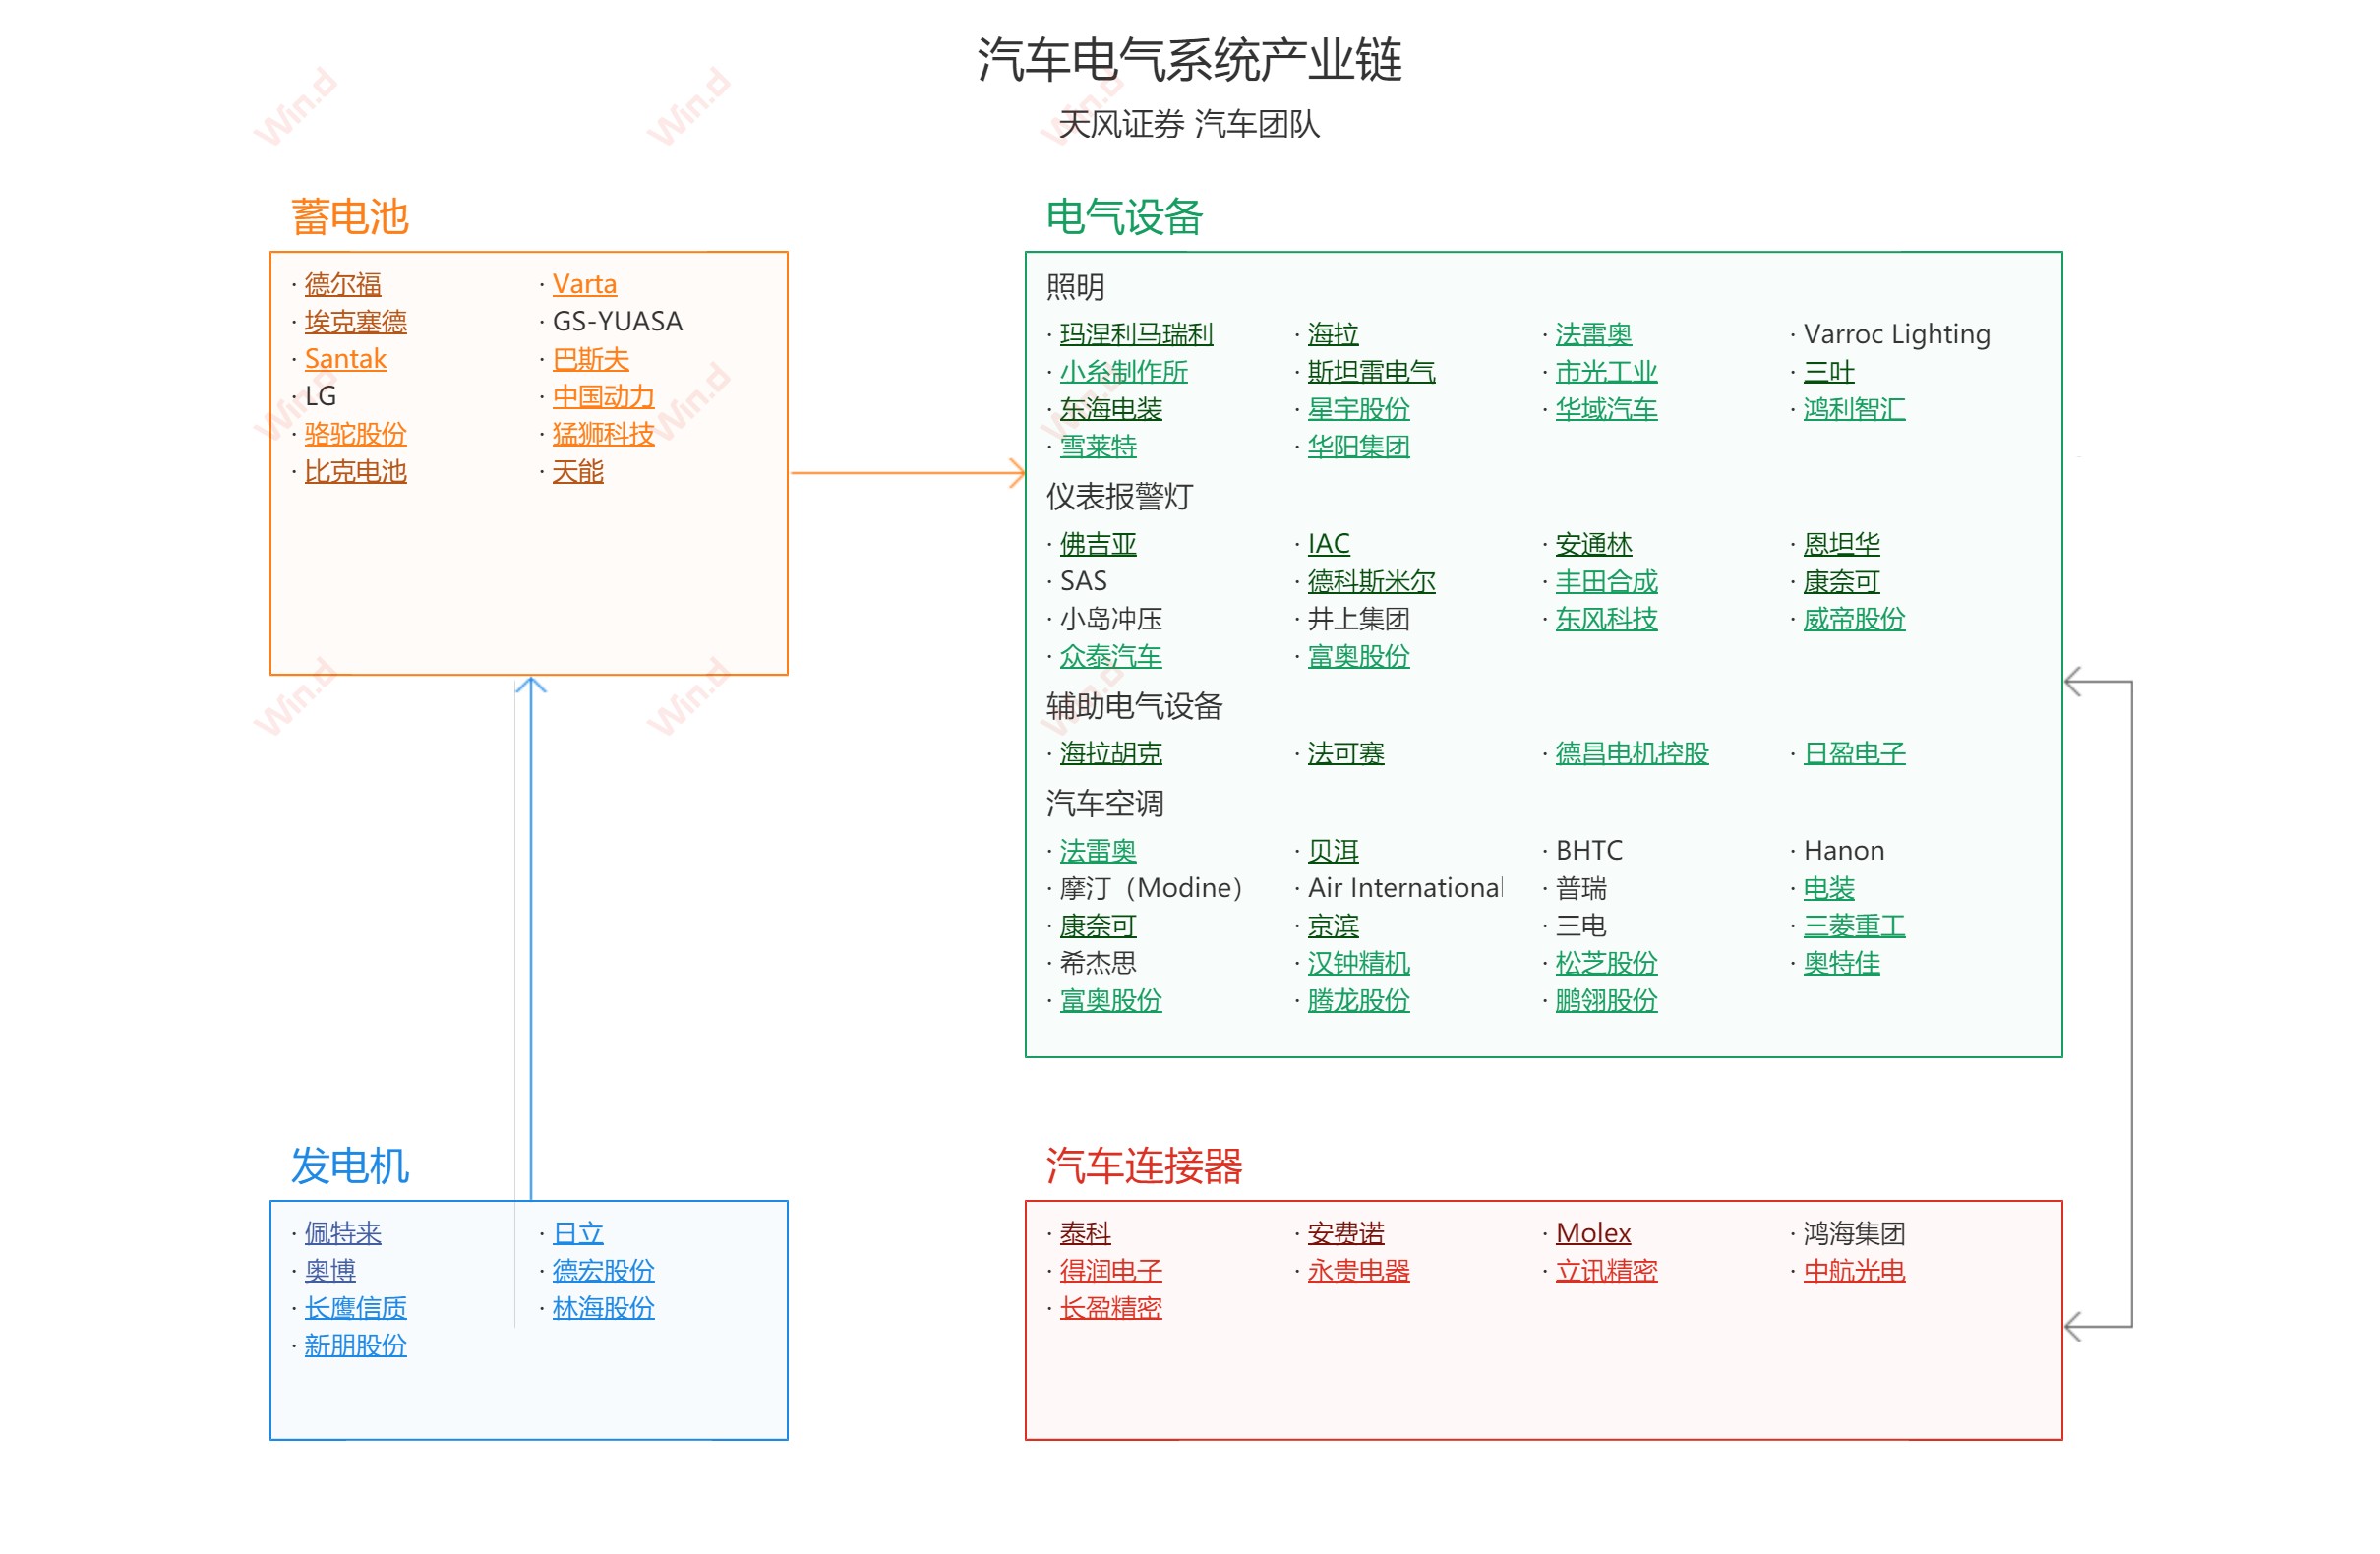 汽车电气系统产业链
天风证券 汽车团队
蓄电池
· 德尔福 · Varta
· 埃克塞德 · GS-YUASA
· Santak · 巴斯夫
· LG · 中国动力
· 骆驼股份 · 猛狮科技
· 比克电池 · 天能
电气设备
照明
· 玛涅利马瑞利 · 海拉 · 法雷奥 · Varroc Lighting
· 小糸制作所 · 斯坦雷电气 · 市光工业 · 三叶
· 东海电装 · 星宇股份 · 华域汽车 · 鸿利智汇
· 雪莱特 · 华阳集团
仪表报警灯
· 佛吉亚 · IAC · 安通林 · 恩坦华
· SAS · 德科斯米尔 · 丰田合成 · 康奈可
· 小岛冲压 · 井上集团 · 东风科技 · 威帝股份
· 众泰汽车 · 富奥股份
辅助电气设备
· 海拉胡克 · 法可赛 · 德昌电机控股 · 日盈电子
汽车空调
· 法雷奥 · 贝洱 · BHTC · Hanon
· 摩汀（Modine） · Air International · 普瑞 · 电装
· 康奈可 · 京滨 · 三电 · 三菱重工
· 希杰思 · 汉钟精机 · 松芝股份 · 奥特佳
· 富奥股份 · 腾龙股份 · 鹏翎股份
发电机
· 佩特来 · 日立
· 奥博 · 德宏股份
· 长鹰信质 · 林海股份
· 新朋股份
汽车连接器
· 泰科 · 安费诺 · Molex · 鸿海集团
· 得润电子 · 永贵电器 · 立讯精密 · 中航光电
· 长盈精密
Win.d
Win.d
Win.d
Win.d
Win.d
Win.d
Win.d
Win.d
Win.d